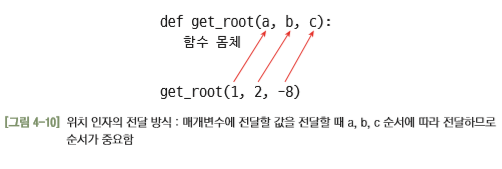 def get_root(a, b, c):
함수 몸체
get_root(1, 2, -8)
[그림 4-10] 위치 인자의 전달 방식 : 매개변수에 전달할 값을 전달할 떄 a, b, c 순서에 따라 전달하므로
순서가 중요함